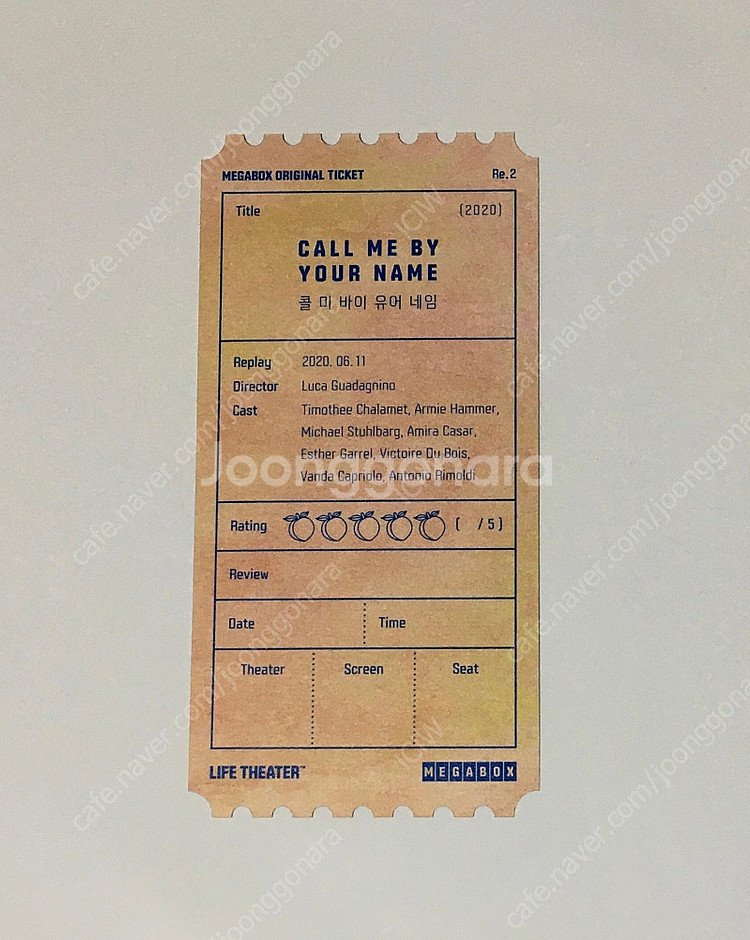 MEGABOX ORIGINAL TICKET Re.2
Title (2020)
CALL ME BY
YOUR NAME
콜 미 바이 유어 네임
Replay 2020. 06. 11
Director Luca Guadagnino
Cast Timothee Chalamet, Armie Hammer,
Michael Stuhlbarg, Amira Casar,
Esther Garrel, Victoire Du Bois,
Vanda Capriolo, Antonio Rimoldi
Joonggonara
Rating ( / 5)
Review
Date Time
Theater Screen Seat
LIFE THEATER™ MEGABOX
cafe.naver.com/joonggonara